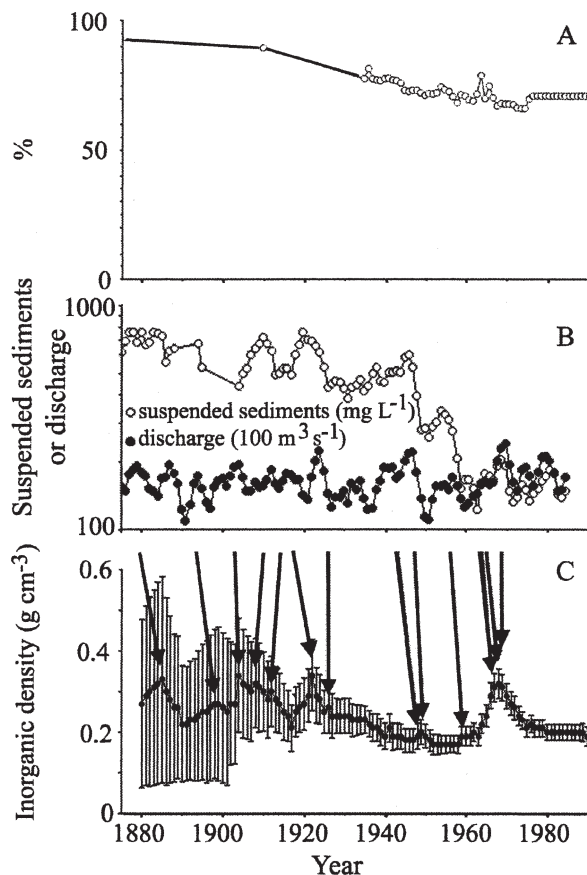 100
A
%
50
0
1000
B
Suspended sediments
or discharge
suspended sediments (mg L⁻¹)
discharge (100 m³ s⁻¹)
100
0.6
C
Inorganic density (g cm⁻³)
0.4
0.2
0
1880 1900 1920 1940 1960 1980
Year